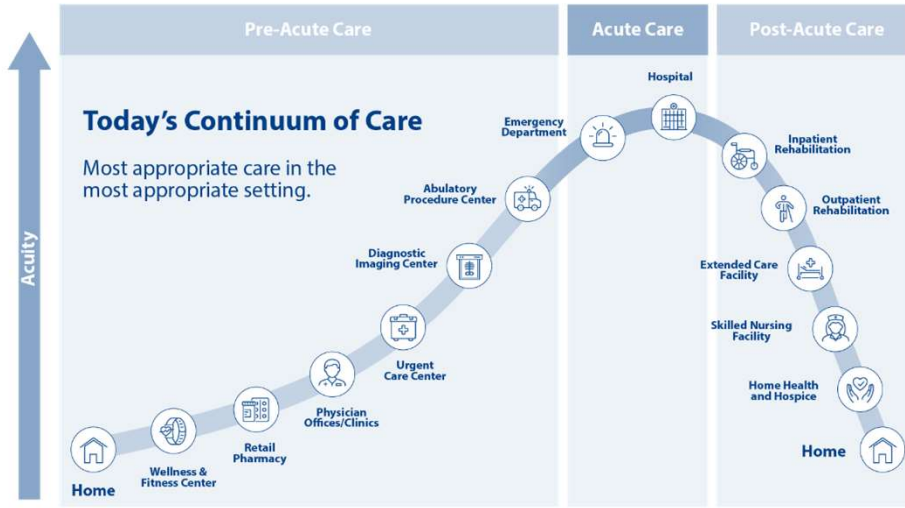 Pre-Acute Care
Acute Care
Post-Acute Care
Acuity
Today's Continuum of Care
Most appropriate care in the
most appropriate setting.
Home
Wellness &
Fitness Center
Retail
Pharmacy
Physician
Offices/Clinics
Urgent
Care Center
Diagnostic
Imaging Center
Abulatory
Procedure Center
Emergency
Department
Hospital
Inpatient
Rehabilitation
Outpatient
Rehabilitation
Extended Care
Facility
Skilled Nursing
Facility
Home Health
and Hospice
Home